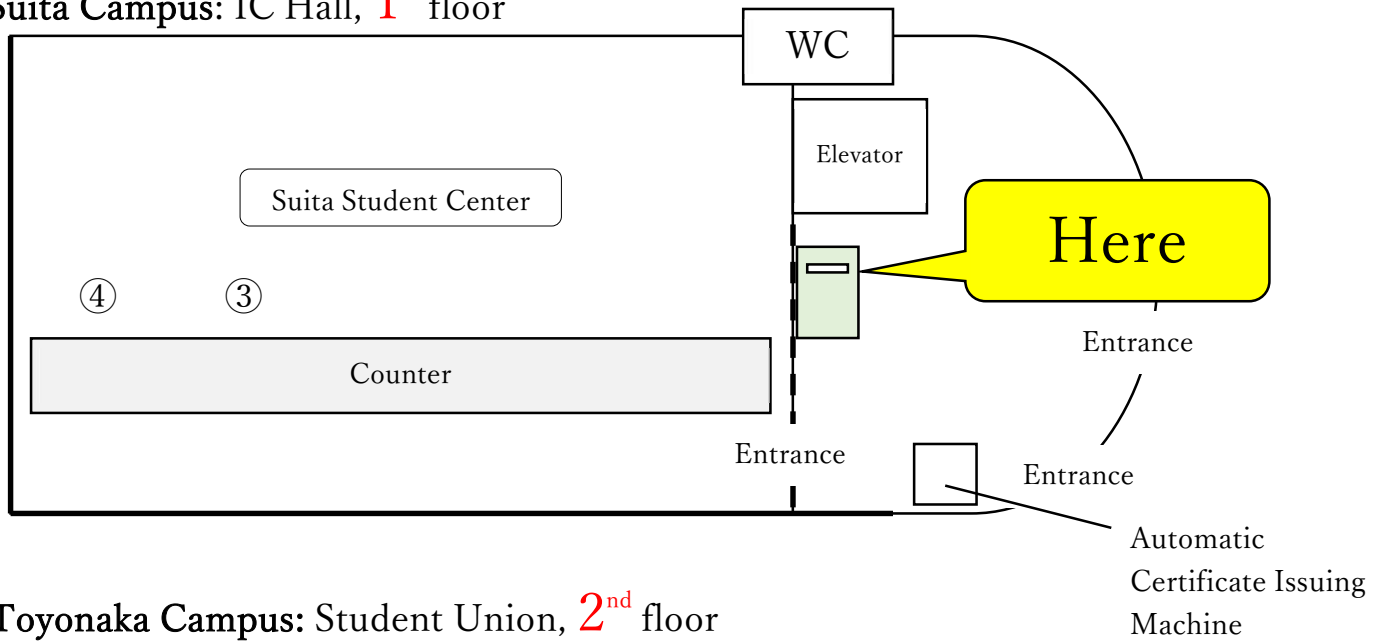 Suita Campus: IC Hall, 1 floor
WC
Elevator
Suita Student Center
Here
④ ③
Entrance
Counter
Entrance
Entrance
Automatic
Certificate Issuing
Machine
Toyonaka Campus: Student Union, 2nd floor